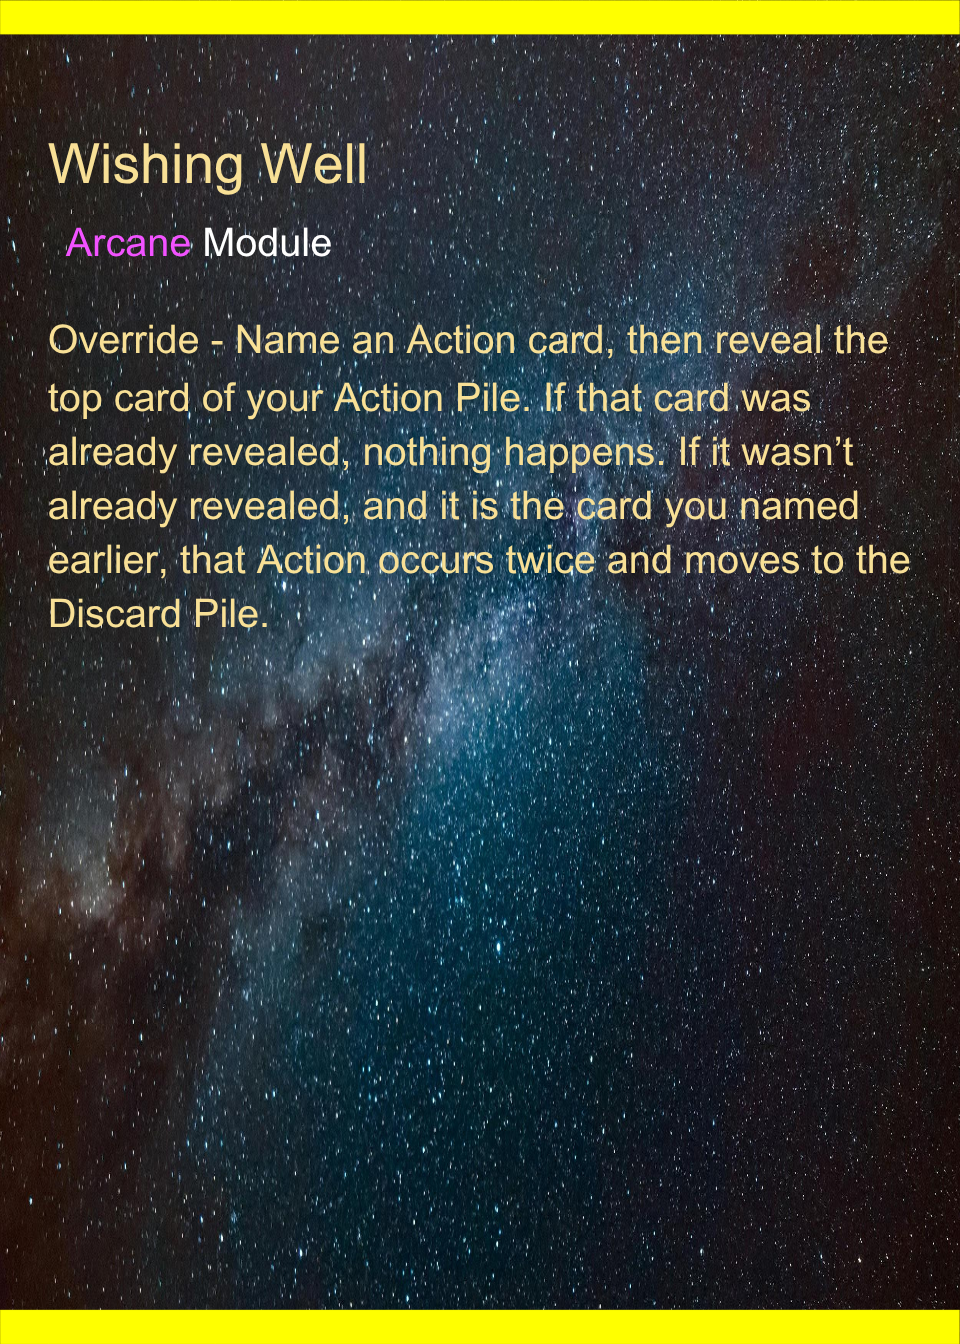 Wishing Well
Arcane Module
Override - Name an Action card, then reveal the
top card of your Action Pile. If that card was
already revealed, nothing happens. If it wasn’t
already revealed, and it is the card you named
earlier, that Action occurs twice and moves to the
Discard Pile.